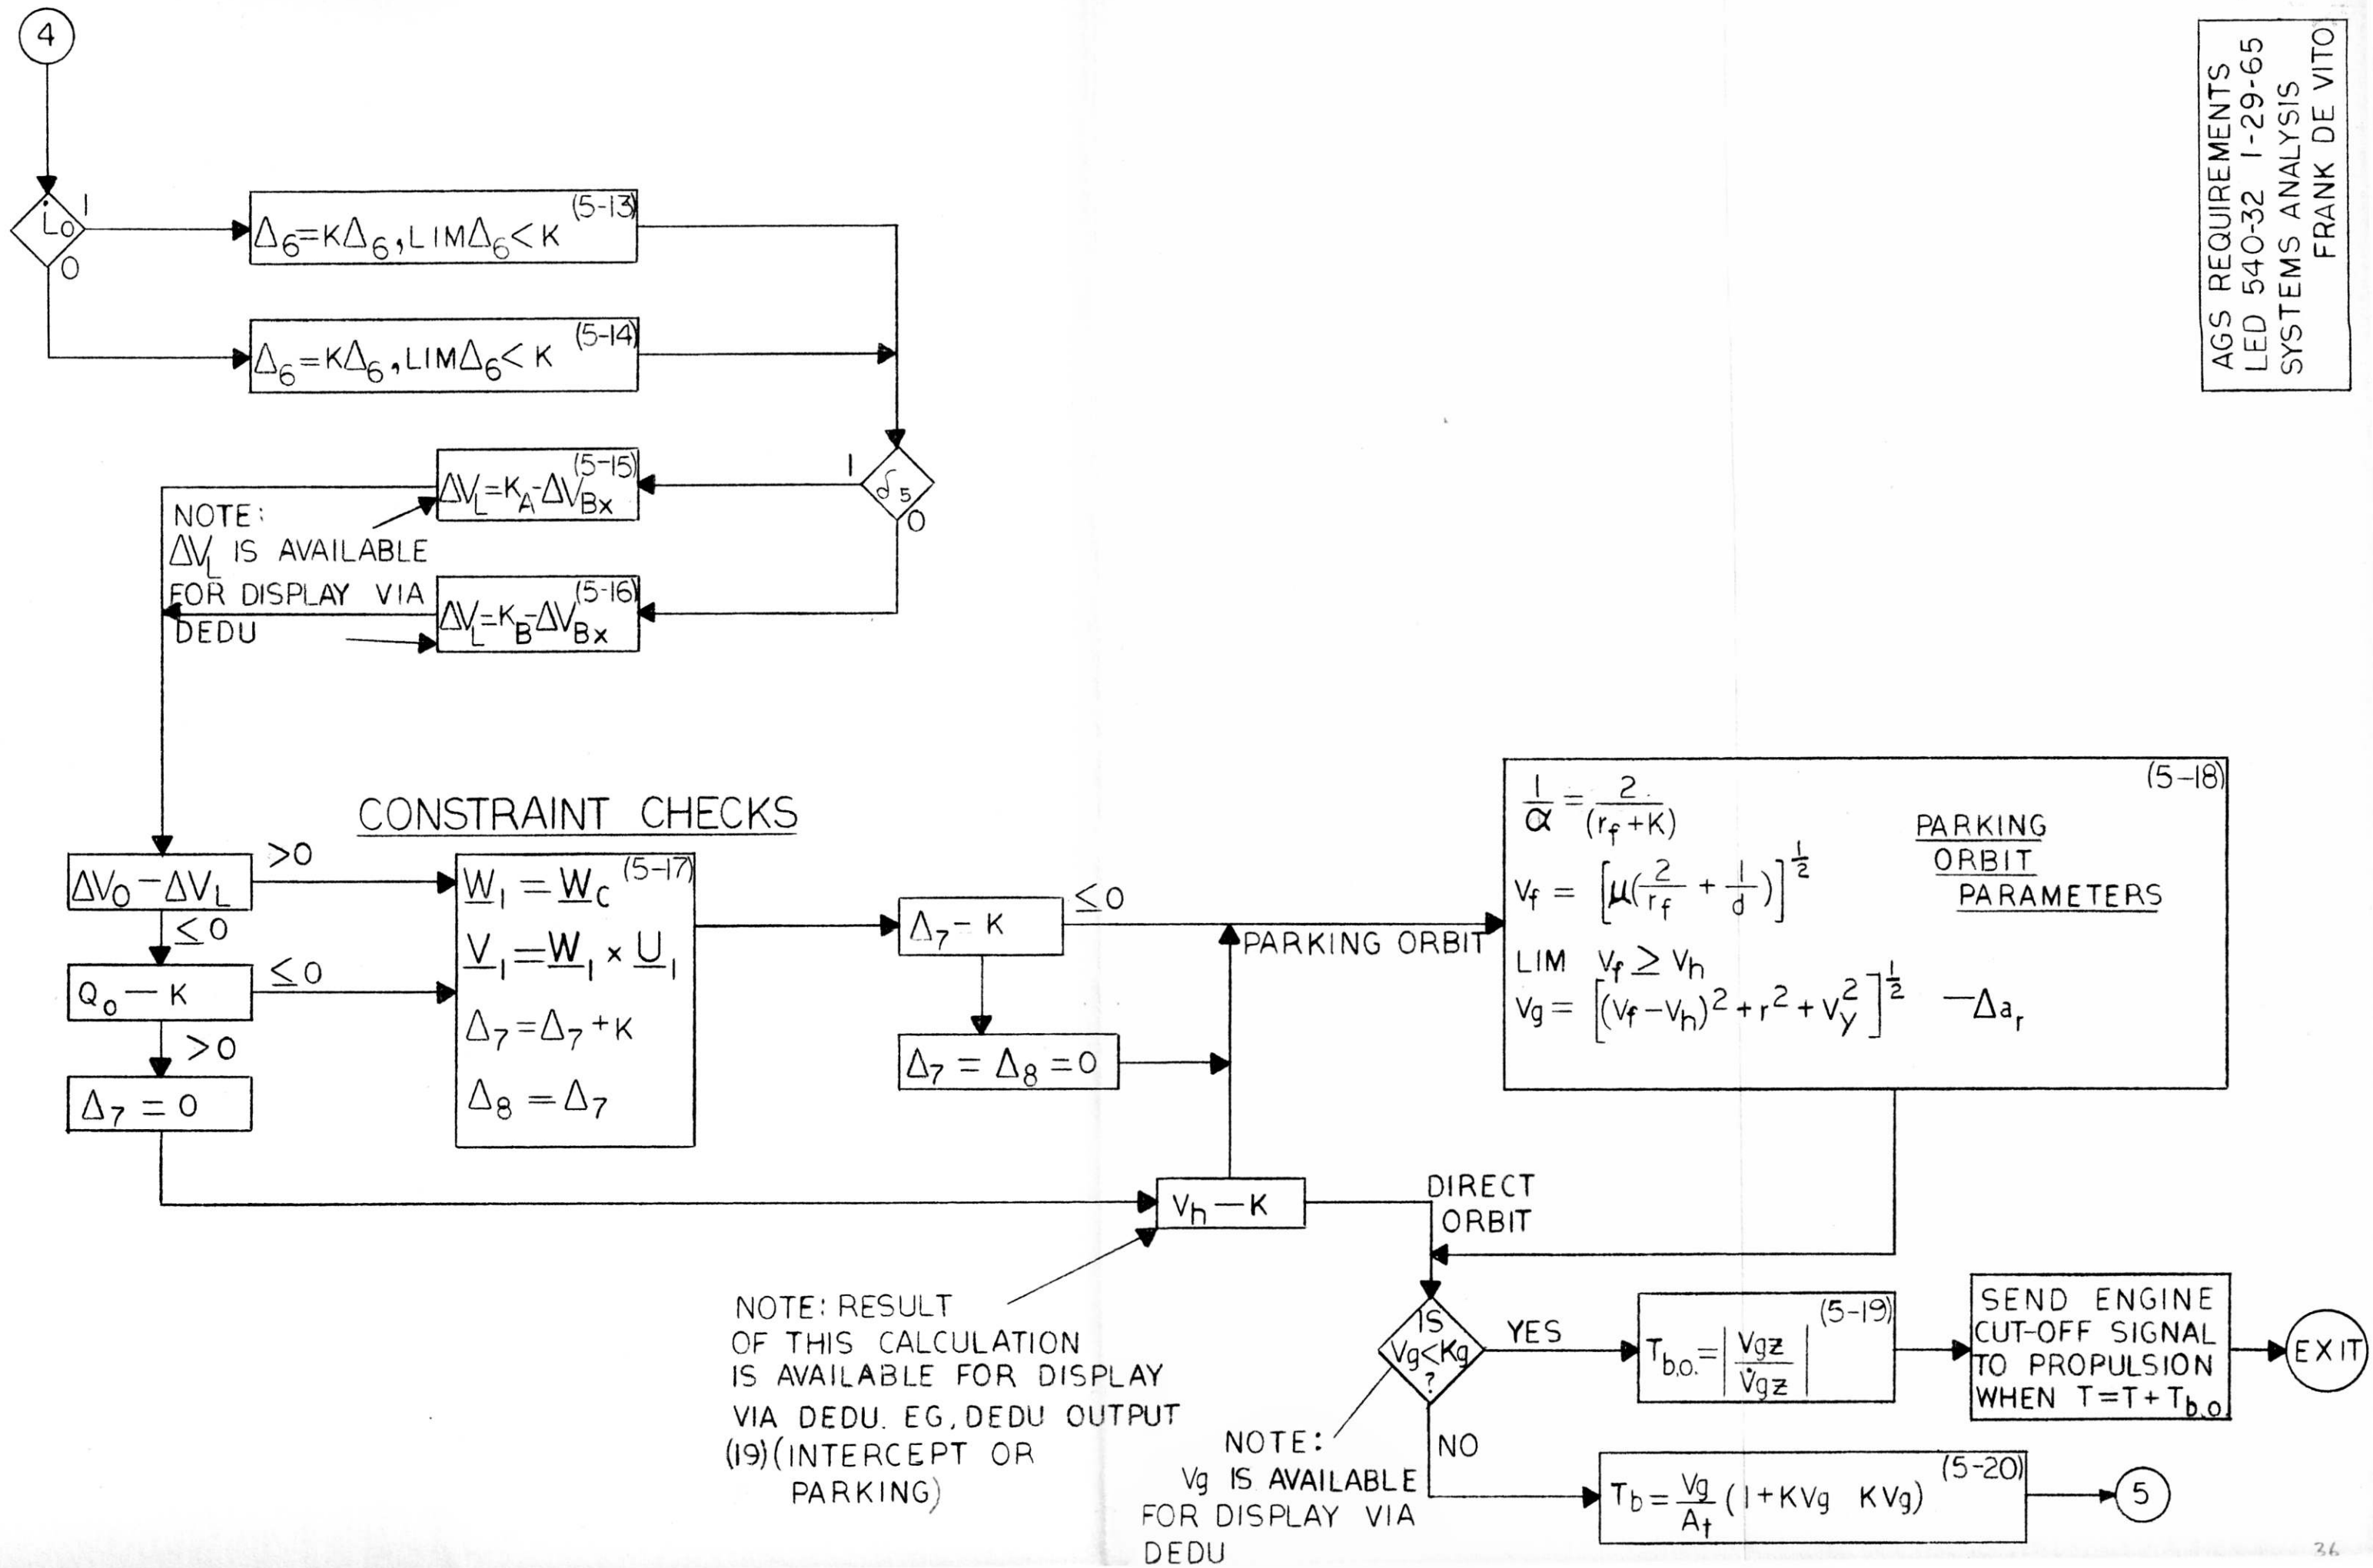 4
AGS REQUIREMENTS
LED 540-32 1-29-65
SYSTEMS ANALYSIS
FRANK DE VITO
L̇o
1
0
(5-13)
Δ6=KΔ6,LIMΔ6<K
(5-14)
Δ6=KΔ6,LIMΔ6<K
δ5
1
0
(5-15)
ΔVL=KA-ΔVBx
NOTE:
ΔVL IS AVAILABLE
FOR DISPLAY VIA
DEDU
(5-16)
ΔVL=KB-ΔVBx
CONSTRAINT CHECKS
ΔVO-ΔVL
>0
≤0
Qo-K
≤0
>0
Δ7=0
(5-17)
W1=WC
V1=W1×U1
Δ7=Δ7+K
Δ8=Δ7
Δ7-K
≤0
Δ7=Δ8=0
PARKING ORBIT
(5-18)
1/α=2/(rf+K)
Vf=[μ(2/rf+1/d)]^1/2
LIM Vf≥Vh
Vg=[(Vf-Vh)2+r2+Vy2]^1/2 -Δar
PARKING
ORBIT
PARAMETERS
Vh-K
DIRECT
ORBIT
NOTE: RESULT
OF THIS CALCULATION
IS AVAILABLE FOR DISPLAY
VIA DEDU. EG, DEDU OUTPUT
(19)(INTERCEPT OR
PARKING)
IS
Vg<Kg
?
YES
NO
NOTE:
Vg IS AVAILABLE
FOR DISPLAY VIA
DEDU
(5-19)
Tb.o.=|Vgz/V̇gz|
SEND ENGINE
CUT-OFF SIGNAL
TO PROPULSION
WHEN T=T+Tb.o.
EXIT
(5-20)
Tb=Vg/At(1+KVg KVg)
5
36